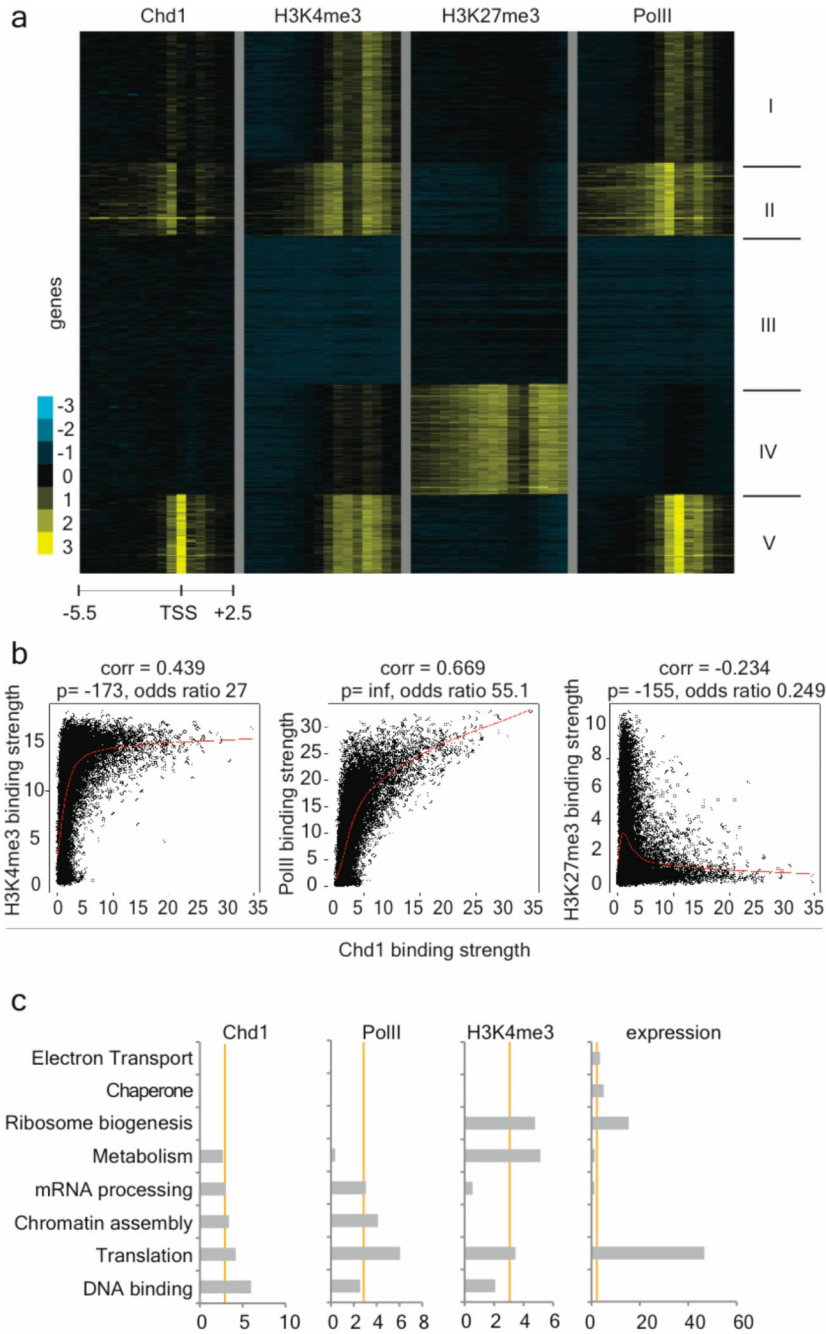 a
Chd1 H3K4me3 H3K27me3 PolII
I
II
III
IV
V
genes
-3
-2
-1
0
1
2
3
-5.5 TSS +2.5
b
corr = 0.439
p= -173, odds ratio 27
H3K4me3 binding strength
15
10
5
0
0 5 10 15 20 25 30 35
corr = 0.669
p= inf, odds ratio 55.1
PolII binding strength
30
25
20
15
10
5
0
0 5 10 15 20 25 30 35
corr = -0.234
p= -155, odds ratio 0.249
H3K27me3 binding strength
10
8
6
4
2
0
0 5 10 15 20 25 30 35
Chd1 binding strength
c
Chd1 PolII H3K4me3 expression
Electron Transport
Chaperone
Ribosome biogenesis
Metabolism
mRNA processing
Chromatin assembly
Translation
DNA binding
0 5 10
0 2 4 6 8
0 2 4 6
0 20 40 60